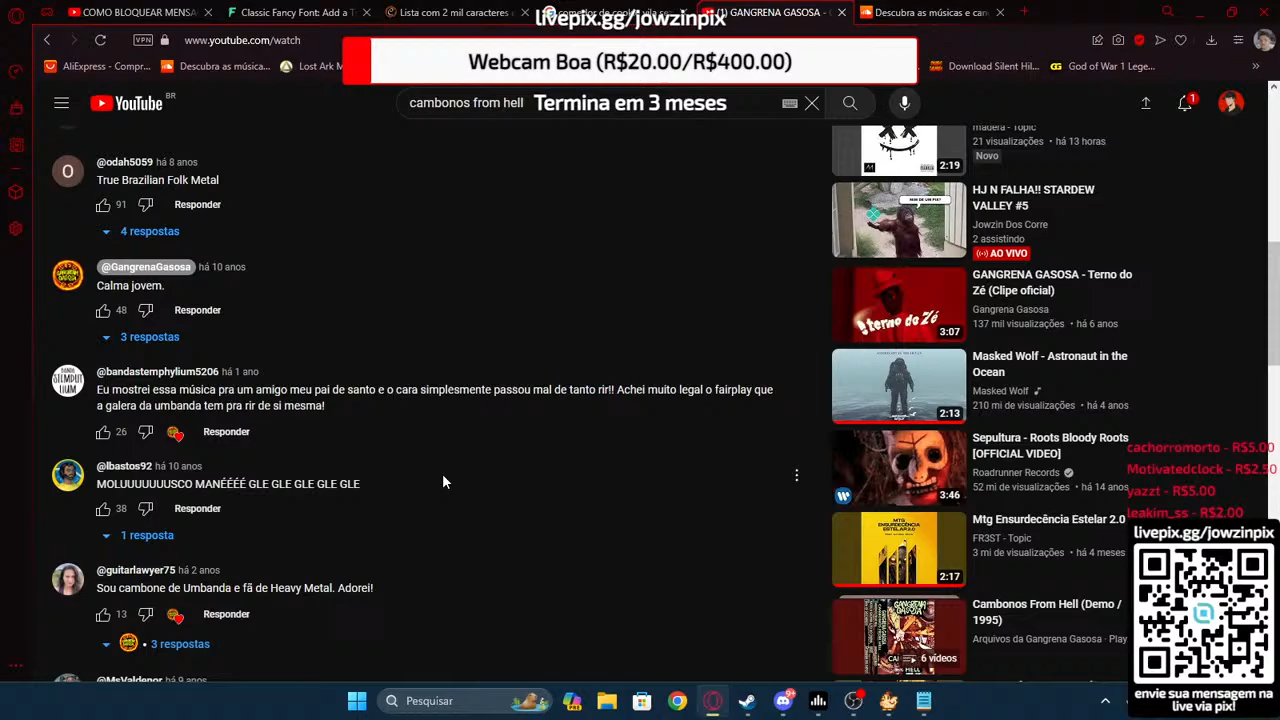 COMO BLOQUEAR MENSA
Classic Fancy Font: Add a T
Lista com 2 mil caracteres
(1) GANGRENA GASOSA -
Descubra as músicas e can
livepix.gg/jowzinpix
VPN
www.youtube.com/watch
Webcam Boa (R$20.00/R$400.00)
AliExpress - Compr...
Descubra as música...
Lost Ark M
Download Silent Hil...
God of War 1 Lege...
YouTube
BR
cambonos from hell
Termina em 3 meses
1
@odah5059 há 8 anos
True Brazilian Folk Metal
91
Responder
4 respostas
@GangrenaGasosa há 10 anos
Calma jovem.
48
Responder
3 respostas
@bandastemphylium5206 há 1 ano
Eu mostrei essa música pra um amigo meu pai de santo e o cara simplesmente passou mal de tanto rir!! Achei muito legal o fairplay que
a galera da umbanda tem pra rir de si mesma!
26
Responder
@lbastos92 há 10 anos
MOLUUUUUUUSCO MANÉÉÉÉ GLE GLE GLE GLE GLE
38
Responder
1 resposta
@guitarlawyer75 há 2 anos
Sou cambone de Umbanda e fã de Heavy Metal. Adorei!
13
Responder
3 respostas
@MsValdenor há 9 anos
madera - Topic
21 visualizações • há 13 horas
Novo
2:19
HJ N FALHA!! STARDEW
VALLEY #5
Jowzin Dos Corre
2 assistindo
AO VIVO
GANGRENA GASOSA - Terno do
Zé (Clipe oficial)
Gangrena Gasosa
137 mil visualizações • há 6 anos
3:07
Masked Wolf - Astronaut in the
Ocean
Masked Wolf
210 mi de visualizações • há 4 anos
2:13
Sepultura - Roots Bloody Roots
[OFFICIAL VIDEO]
Roadrunner Records
52 mi de visualizações • há 14 anos
3:46
Mtg Ensurdecência Estelar 2.0
FR3ST - Topic
3 mi de visualizações • há 4 meses
MTG
ENSURDECÊNCIA
ESTELAR 2.0
2:17
Cambonos From Hell (Demo /
1995)
Arquivos da Gangrena Gasosa • Play
6 vídeos
cachorromorto - R$5.00
Motivatedclock - R$2.50
yazzt - R$5.00
leakim_ss - R$2.00
livepix.gg/jowzinpix
envie sua mensagem na
live via pix!
Pesquisar